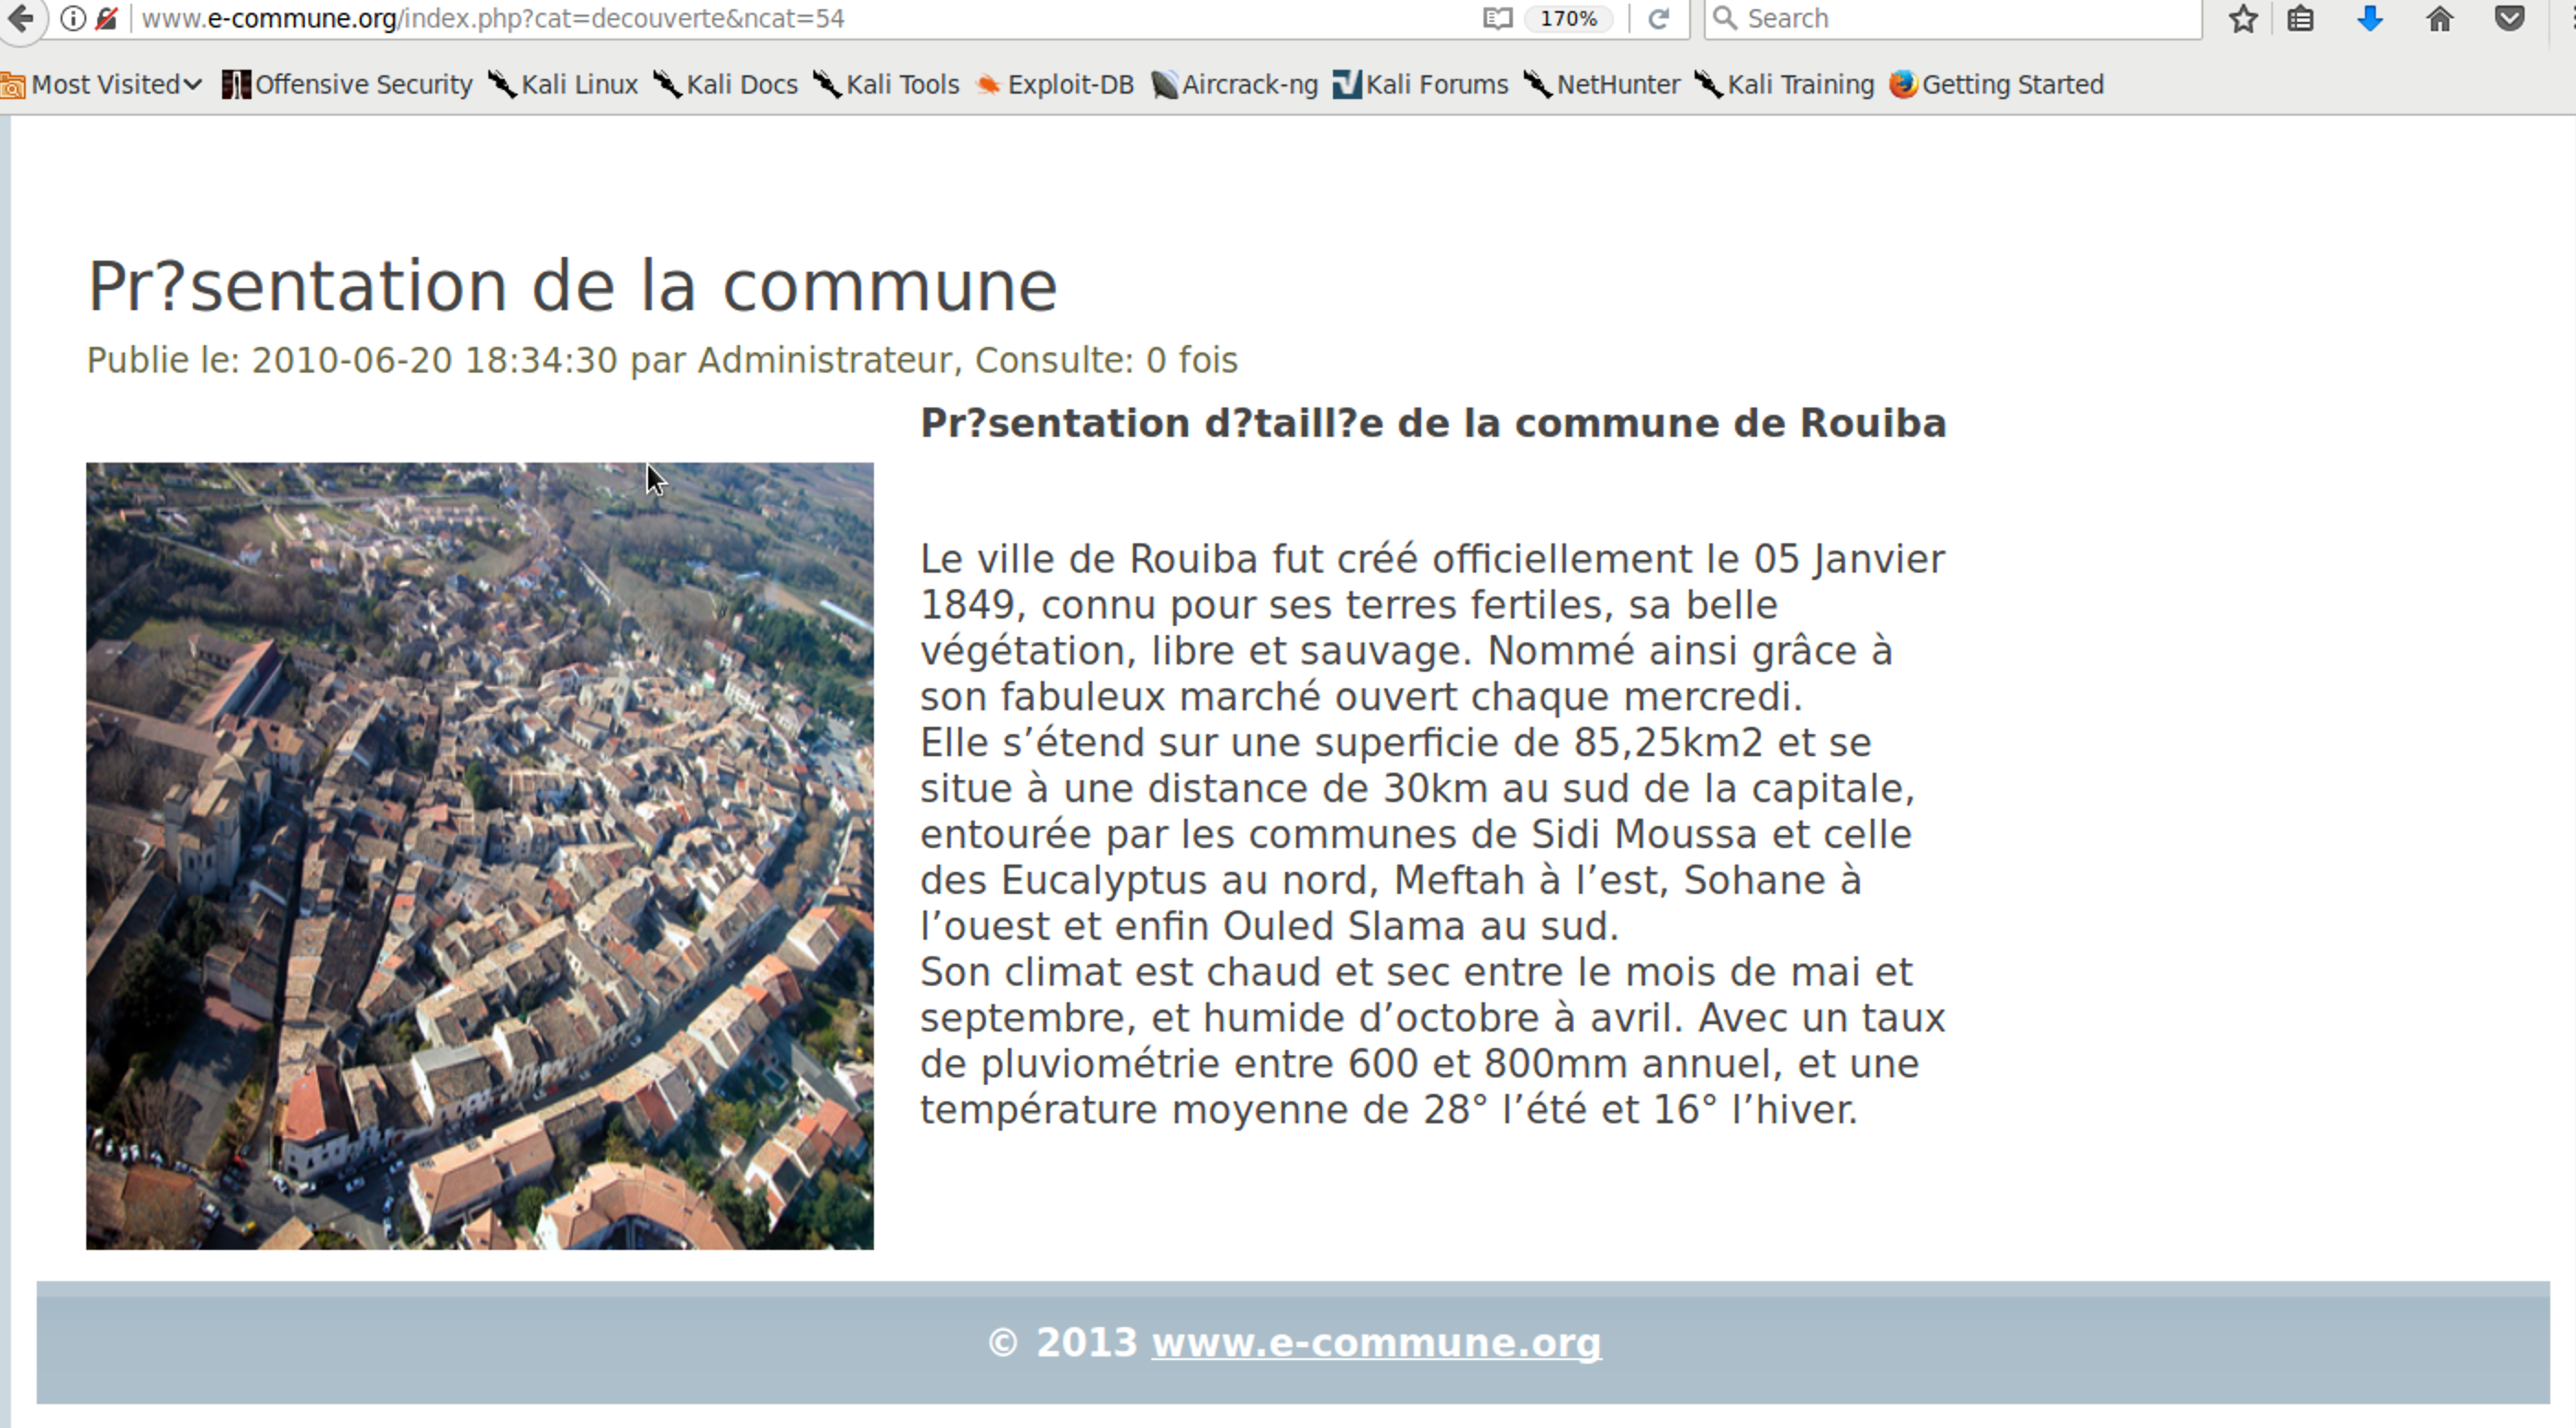 www.e-commune.org/index.php?cat=decouverte&ncat=54
170%
Search
Most Visited
Offensive Security
Kali Linux
Kali Docs
Kali Tools
Exploit-DB
Aircrack-ng
Kali Forums
NetHunter
Kali Training
Getting Started
Pr?sentation de la commune
Publie le: 2010-06-20 18:34:30 par Administrateur, Consulte: 0 fois
Pr?sentation d?taill?e de la commune de Rouiba
Le ville de Rouiba fut créé officiellement le 05 Janvier
1849, connu pour ses terres fertiles, sa belle
végétation, libre et sauvage. Nommé ainsi grâce à
son fabuleux marché ouvert chaque mercredi.
Elle s’étend sur une superficie de 85,25km2 et se
situe à une distance de 30km au sud de la capitale,
entourée par les communes de Sidi Moussa et celle
des Eucalyptus au nord, Meftah à l’est, Sohane à
l’ouest et enfin Ouled Slama au sud.
Son climat est chaud et sec entre le mois de mai et
septembre, et humide d’octobre à avril. Avec un taux
de pluviométrie entre 600 et 800mm annuel, et une
température moyenne de 28° l’été et 16° l’hiver.
© 2013 www.e-commune.org